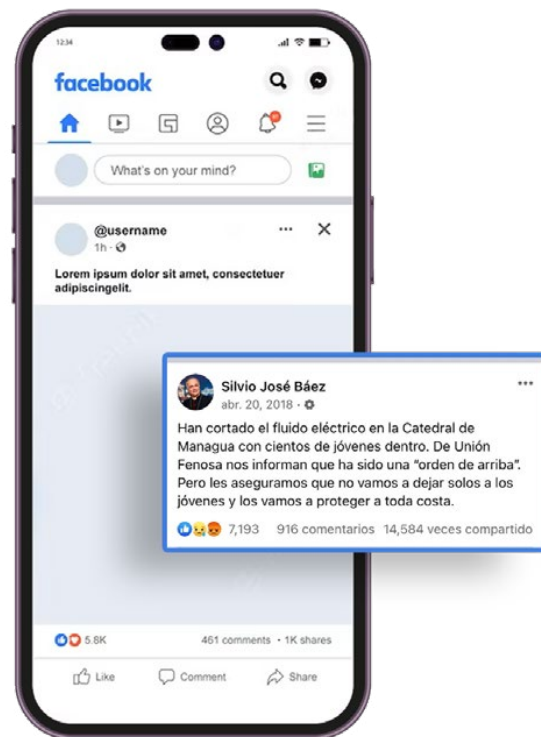 12:34
facebook
What's on your mind?
@username
1h ·
Lorem ipsum dolor sit amet, consectetuer
adipiscingelit.
Silvio José Báez
abr. 20, 2018 ·
Han cortado el fluido eléctrico en la Catedral de
Managua con cientos de jóvenes dentro. De Unión
Fenosa nos informan que ha sido una "orden de arriba".
Pero les aseguramos que no vamos a dejar solos a los
jóvenes y los vamos a proteger a toda costa.
7,193 916 comentarios 14,584 veces compartido
5.8K 461 comments • 1K shares
Like Comment Share